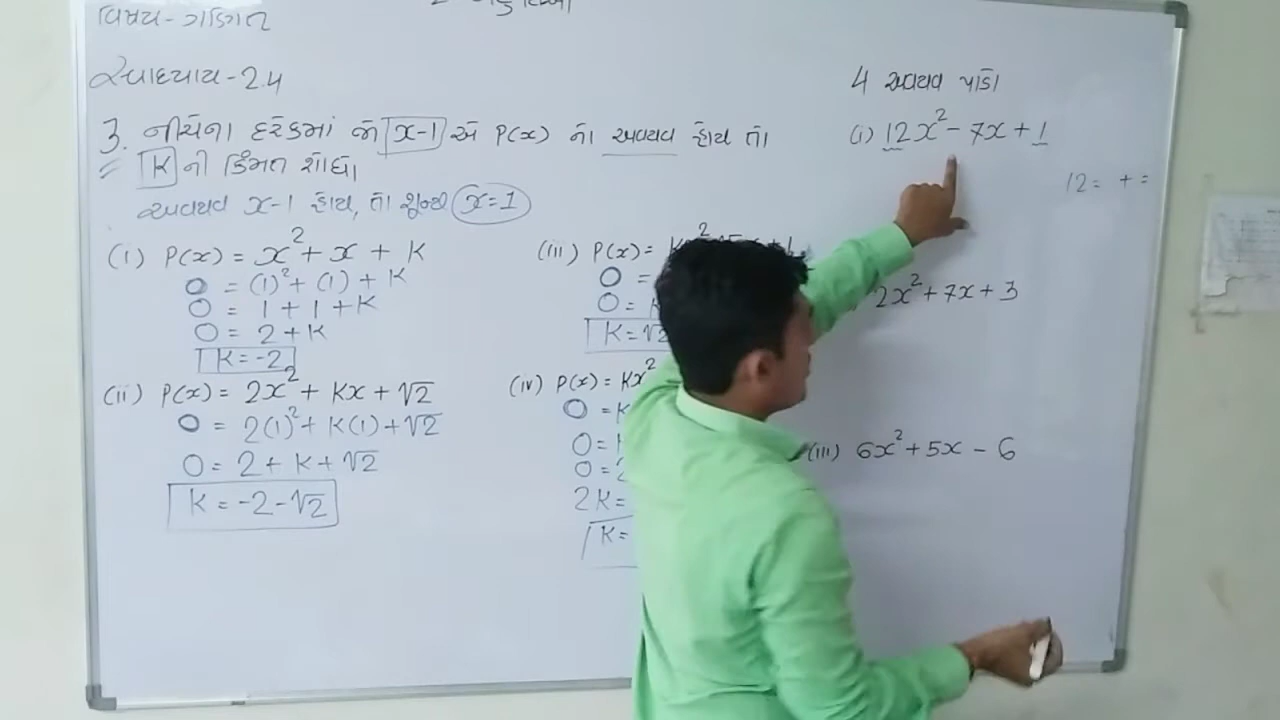 વિષય - ગણિત
સ્વાધ્યાય - 2.4
3. નીચેના દરેકમાં જો x-1 એ P(x) નો અવયવ હોય તો
K ની કિંમત શોધો.
અવયવ x-1 હોય, તો શૂન્યો x=1
(i) P(x) = x² + x + K
0 = (1)² + (1) + K
0 = 1 + 1 + K
0 = 2 + K
K = -2
(ii) P(x) = 2x² + Kx + √2
0 = 2(1)² + K(1) + √2
0 = 2 + K + √2
K = -2-√2
(iii) P(x) =
0 =
0 =
K = √2
(iv) P(x) = Kx²
0 = K
0 =
0 =
2K =
K =
4 અવયવ પાડો
(i) 12x² - 7x + 1
12 = + =
2x² + 7x + 3
(iii) 6x² + 5x - 6